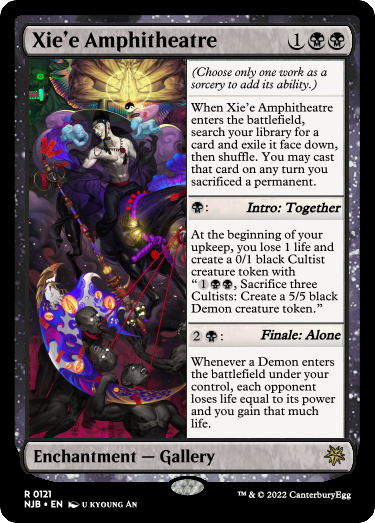 Xie'e Amphitheatre 1
(Choose only one work as a
sorcery to add its ability.)
When Xie'e Amphitheatre
enters the battlefield,
search your library for a
card and exile it face down,
then shuffle. You may cast
that card on any turn you
sacrificed a permanent.
: Intro: Together
At the beginning of your
upkeep, you lose 1 life and
create a 0/1 black Cultist
creature token with
“1, Sacrifice three
Cultists: Create a 5/5 black
Demon creature token.”
2: Finale: Alone
Whenever a Demon enters
the battlefield under your
control, each opponent
loses life equal to its power
and you gain that much
life.
Enchantment — Gallery
R 0121
NJB • EN U KYOUNG AN
™ & © 2022 CanterburyEgg